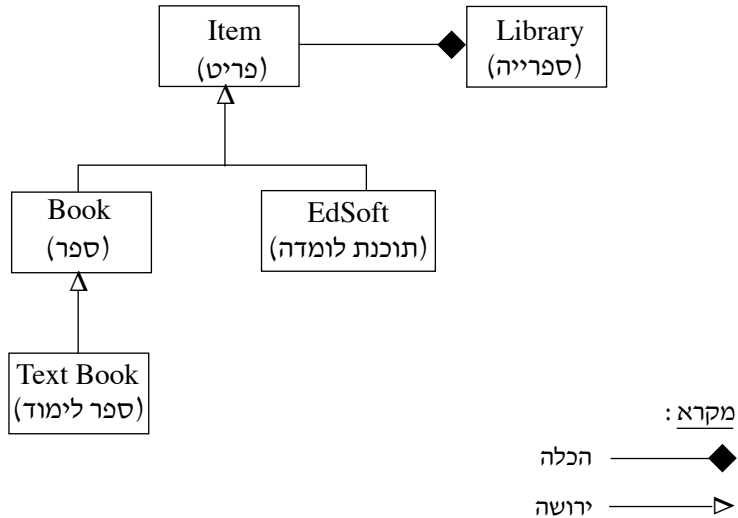 Item
(פריט)
Library
(ספרייה)
Book
(ספר)
EdSoft
(תוכנת לומדה)
Text Book
(ספר לימוד)
מקרא :
הכלה
ירושה